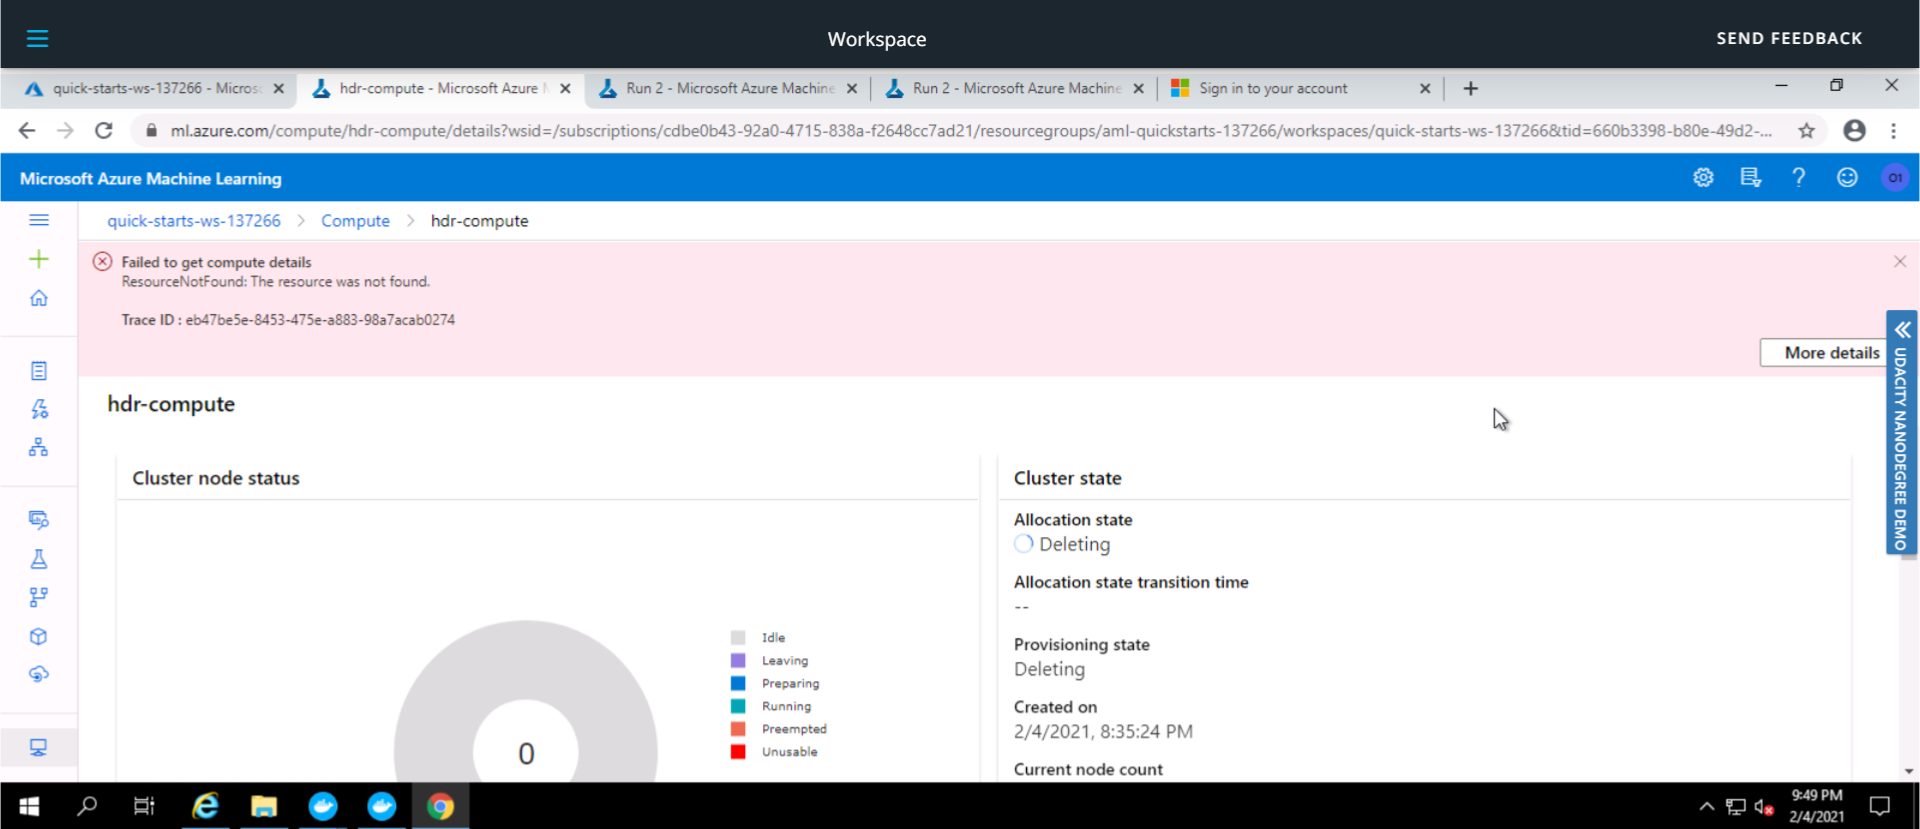 Workspace
SEND FEEDBACK
quick-starts-ws-137266 - Micros
hdr-compute - Microsoft Azure
Run 2 - Microsoft Azure Machine
Run 2 - Microsoft Azure Machine
Sign in to your account
ml.azure.com/compute/hdr-compute/details?wsid=/subscriptions/cdbe0b43-92a0-4715-838a-f2648cc7ad21/resourcegroups/aml-quickstarts-137266/workspaces/quick-starts-ws-137266&tid=660b3398-b80e-49d2-...
Microsoft Azure Machine Learning
O1
quick-starts-ws-137266 > Compute > hdr-compute
Failed to get compute details
ResourceNotFound: The resource was not found.
Trace ID : eb47be5e-8453-475e-a883-98a7acab0274
More details
UDACITY NANODEGREE DEMO
hdr-compute
Cluster node status
0
Idle
Leaving
Preparing
Running
Preempted
Unusable
Cluster state
Allocation state
Deleting
Allocation state transition time
--
Provisioning state
Deleting
Created on
2/4/2021, 8:35:24 PM
Current node count
9:49 PM
2/4/2021